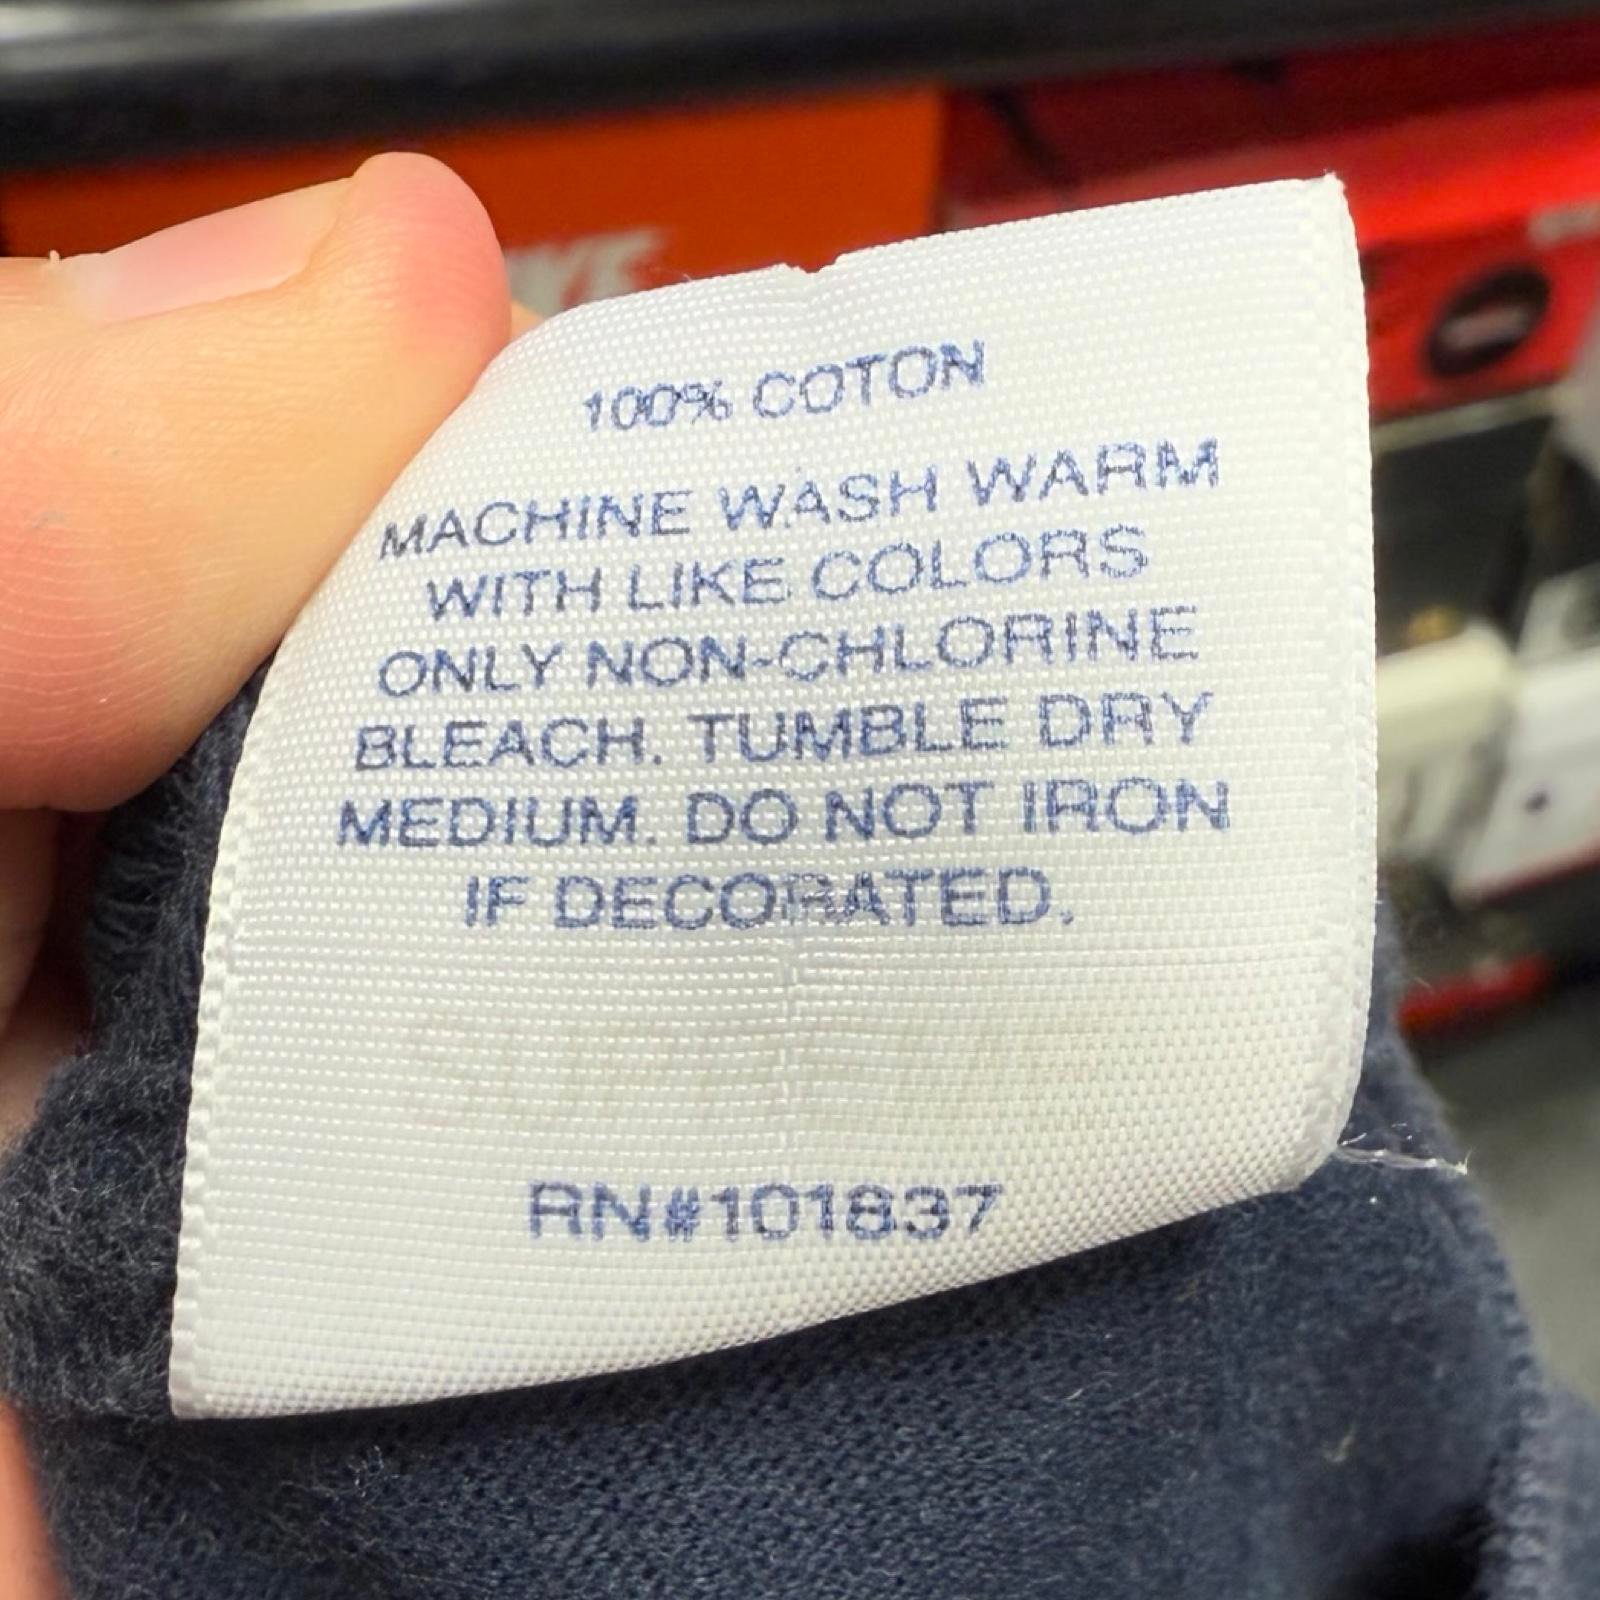 100% COTON
MACHINE WASH WARM
WITH LIKE COLORS
ONLY NON-CHLORINE
BLEACH. TUMBLE DRY
MEDIUM. DO NOT IRON
IF DECORATED.
RN#101837